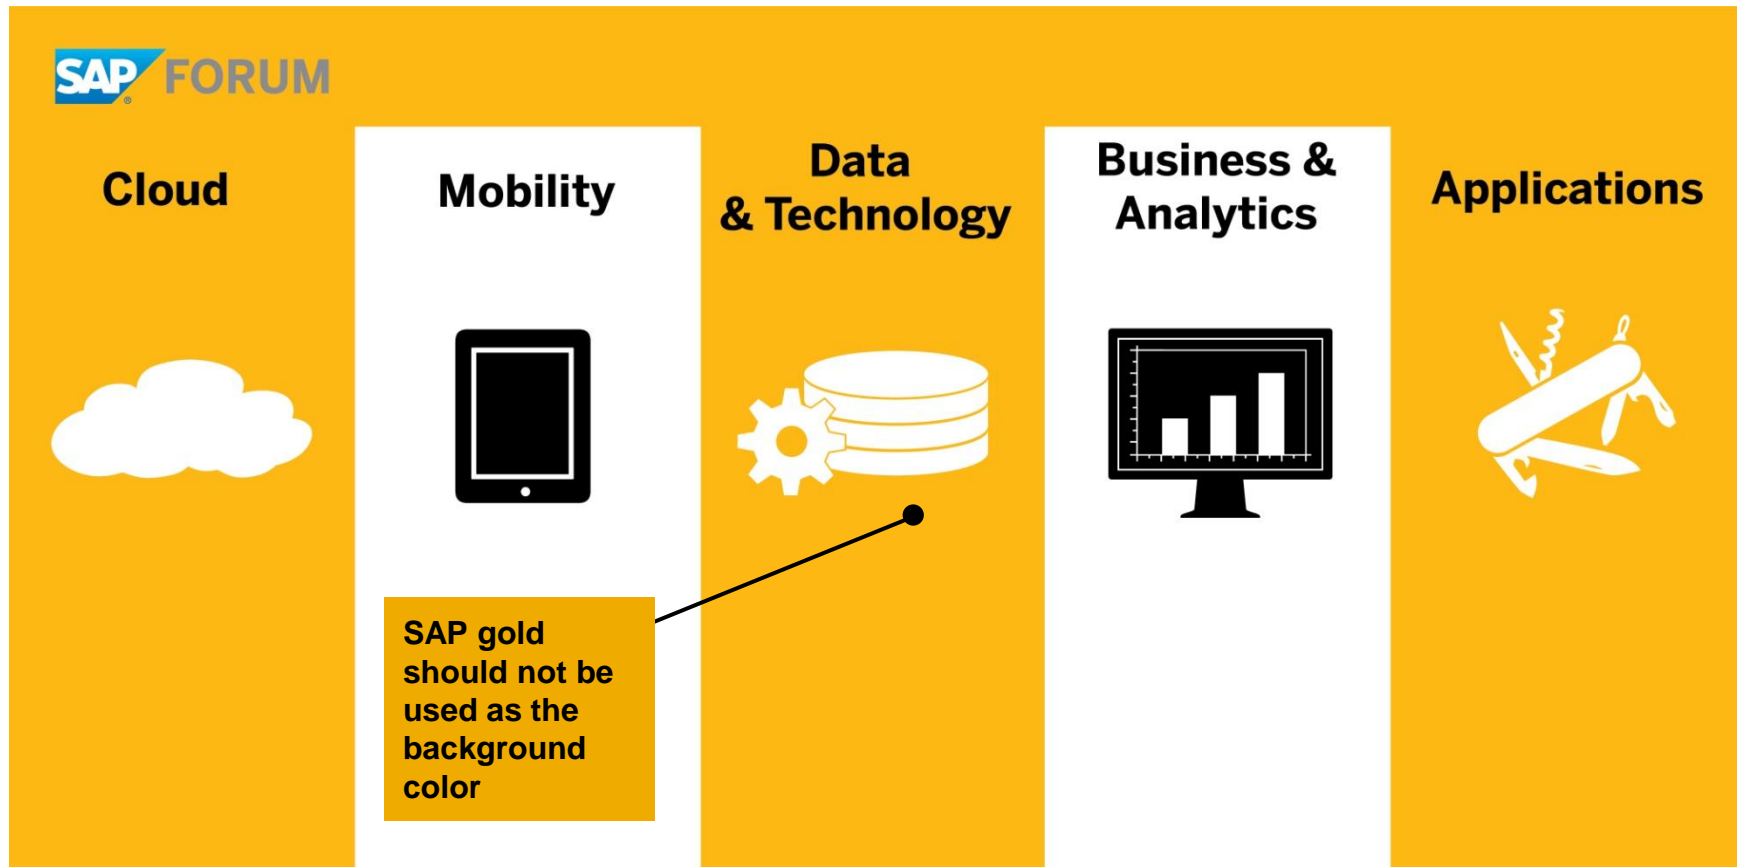 SAP® FORUM
Cloud
Mobility
Data
& Technology
Business &
Analytics
Applications
SAP gold
should not be
used as the
background
color